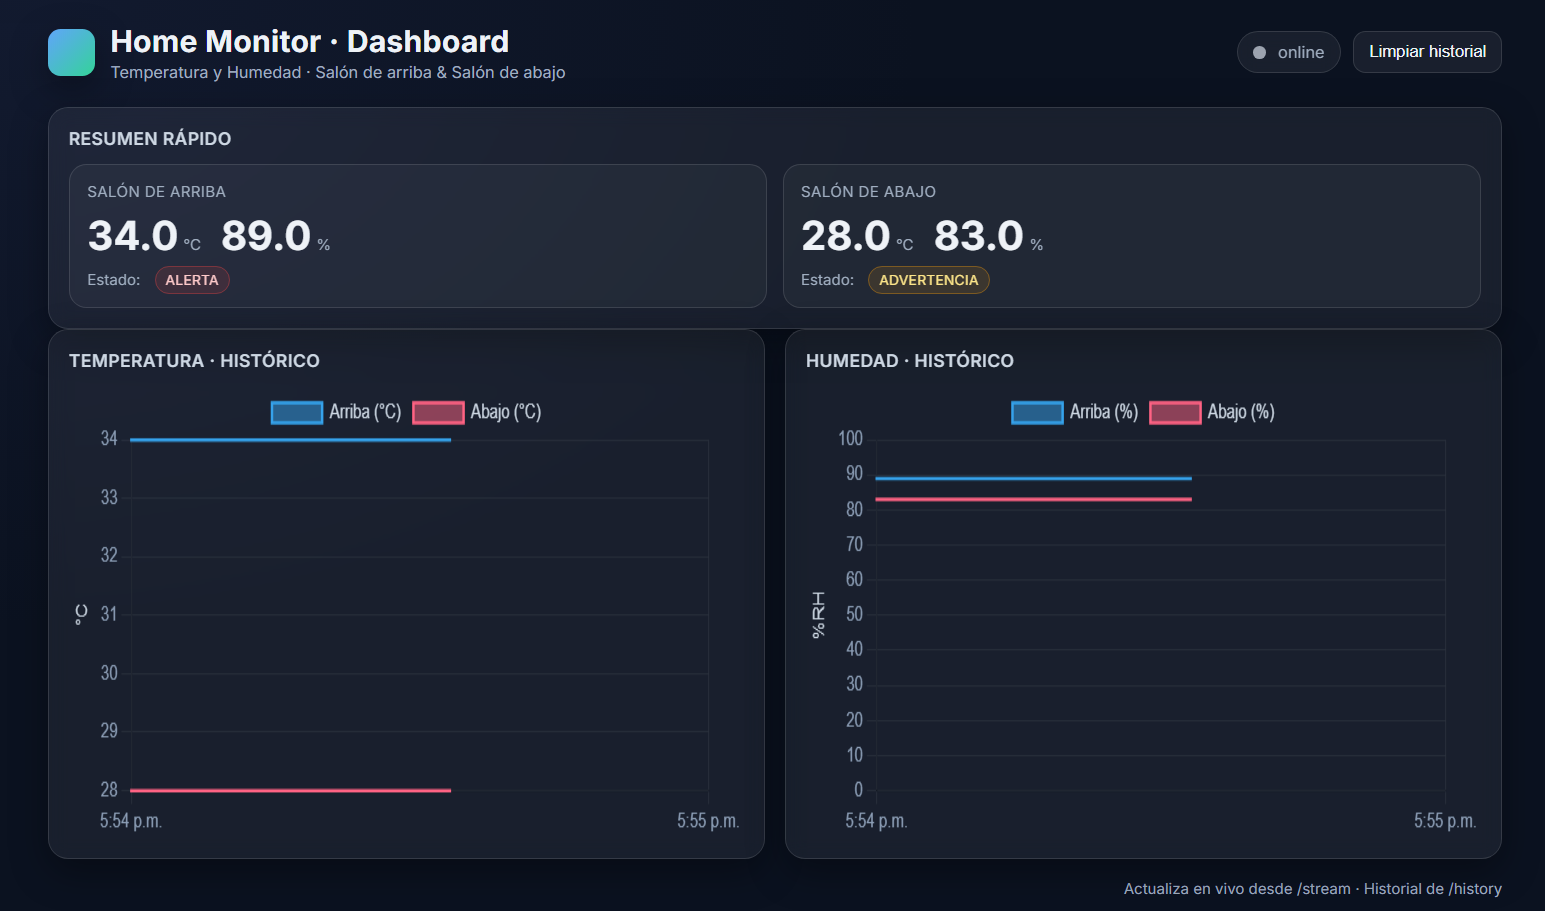 Home Monitor · Dashboard
Temperatura y Humedad · Salón de arriba & Salón de abajo
online
Limpiar historial
RESUMEN RÁPIDO
SALÓN DE ARRIBA
34.0 °C 89.0 %
Estado: ALERTA
SALÓN DE ABAJO
28.0 °C 83.0 %
Estado: ADVERTENCIA
TEMPERATURA · HISTÓRICO
Arriba (°C) Abajo (°C)
34
33
32
31
30
29
28
°C
5:54 p.m. 5:55 p.m.
HUMEDAD · HISTÓRICO
Arriba (%) Abajo (%)
100
90
80
70
60
50
40
30
20
10
0
%RH
5:54 p.m. 5:55 p.m.
Actualiza en vivo desde /stream · Historial de /history